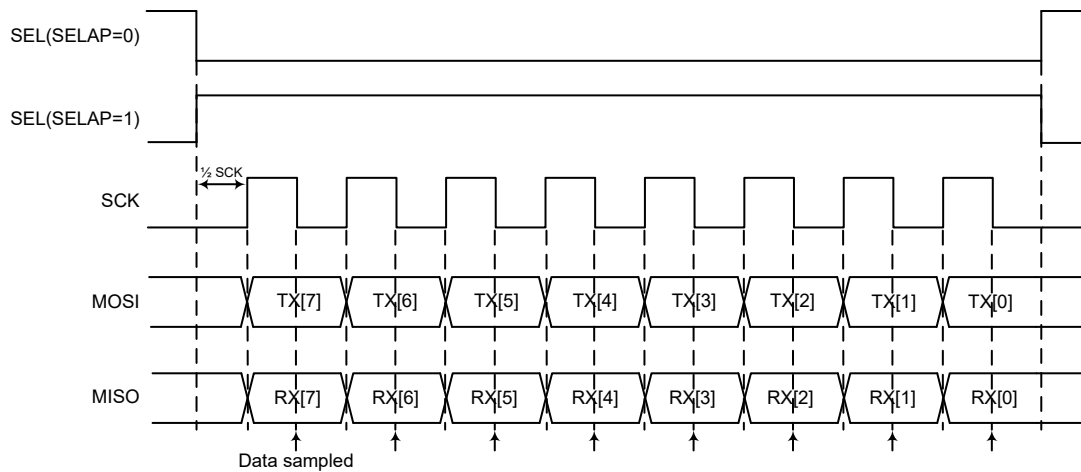 SEL(SELAP=0)
SEL(SELAP=1)
½ SCK
SCK
MOSI
TX[7] TX[6] TX[5] TX[4] TX[3] TX[2] TX[1] TX[0]
MISO
RX[7] RX[6] RX[5] RX[4] RX[3] RX[2] RX[1] RX[0]
Data sampled